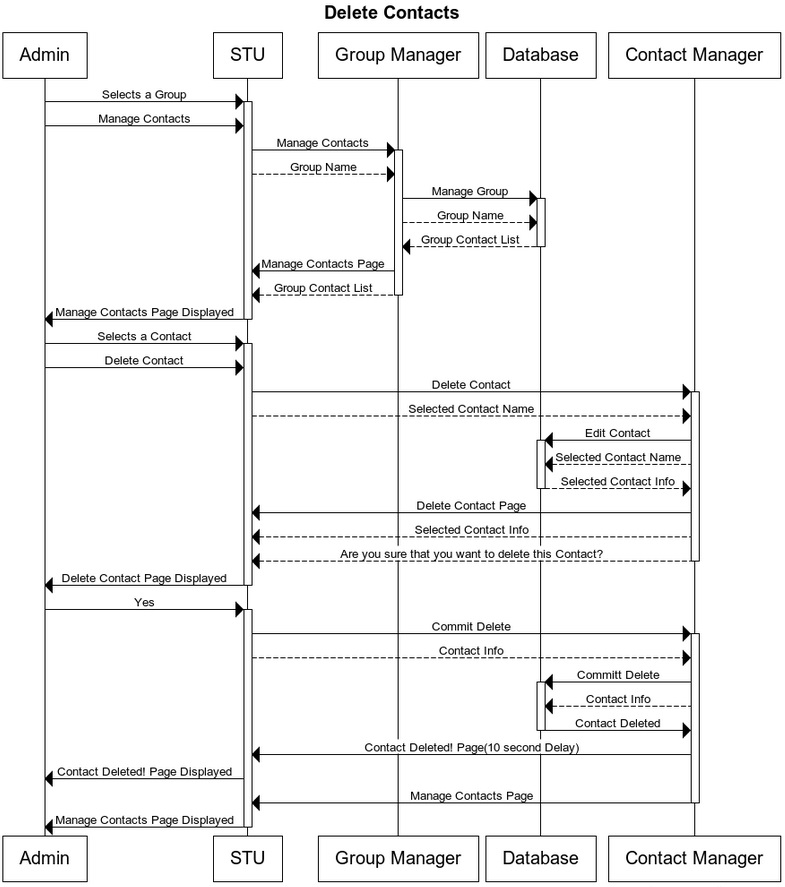 Delete Contacts
Admin STU Group Manager Database Contact Manager
Selects a Group
Manage Contacts
Manage Contacts
Group Name
Manage Group
Group Name
Group Contact List
Manage Contacts Page
Group Contact List
Manage Contacts Page Displayed
Selects a Contact
Delete Contact
Delete Contact
Selected Contact Name
Edit Contact
Selected Contact Name
Selected Contact Info
Delete Contact Page
Selected Contact Info
Are you sure that you want to delete this Contact?
Delete Contact Page Displayed
Yes
Commit Delete
Contact Info
Committ Delete
Contact Info
Contact Deleted
Contact Deleted! Page(10 second Delay)
Contact Deleted! Page Displayed
Manage Contacts Page
Manage Contacts Page Displayed
Admin STU Group Manager Database Contact Manager